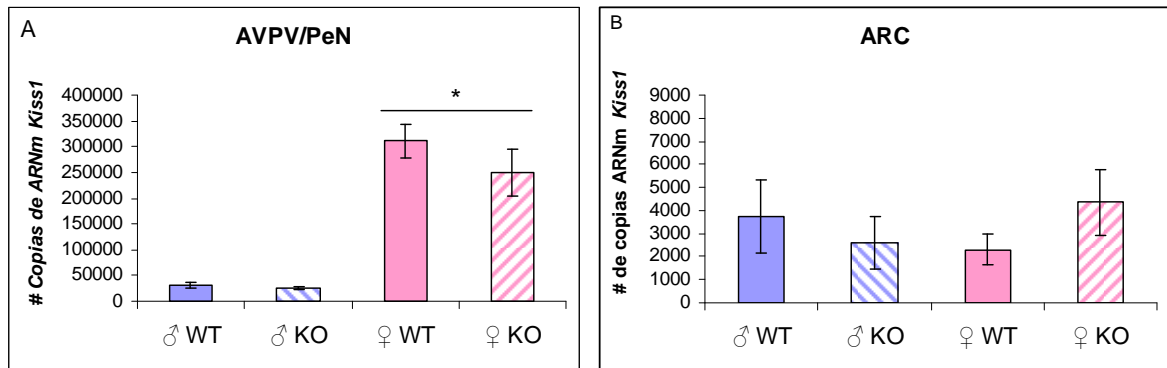 A
AVPV/PeN
# Copias de ARNm Kiss1
400000
350000
300000
250000
200000
150000
100000
50000
0
*
♂ WT
♂ KO
♀ WT
♀ KO
B
ARC
# de copias ARNm Kiss1
9000
8000
7000
6000
5000
4000
3000
2000
1000
0
♂ WT
♂ KO
♀ WT
♀ KO